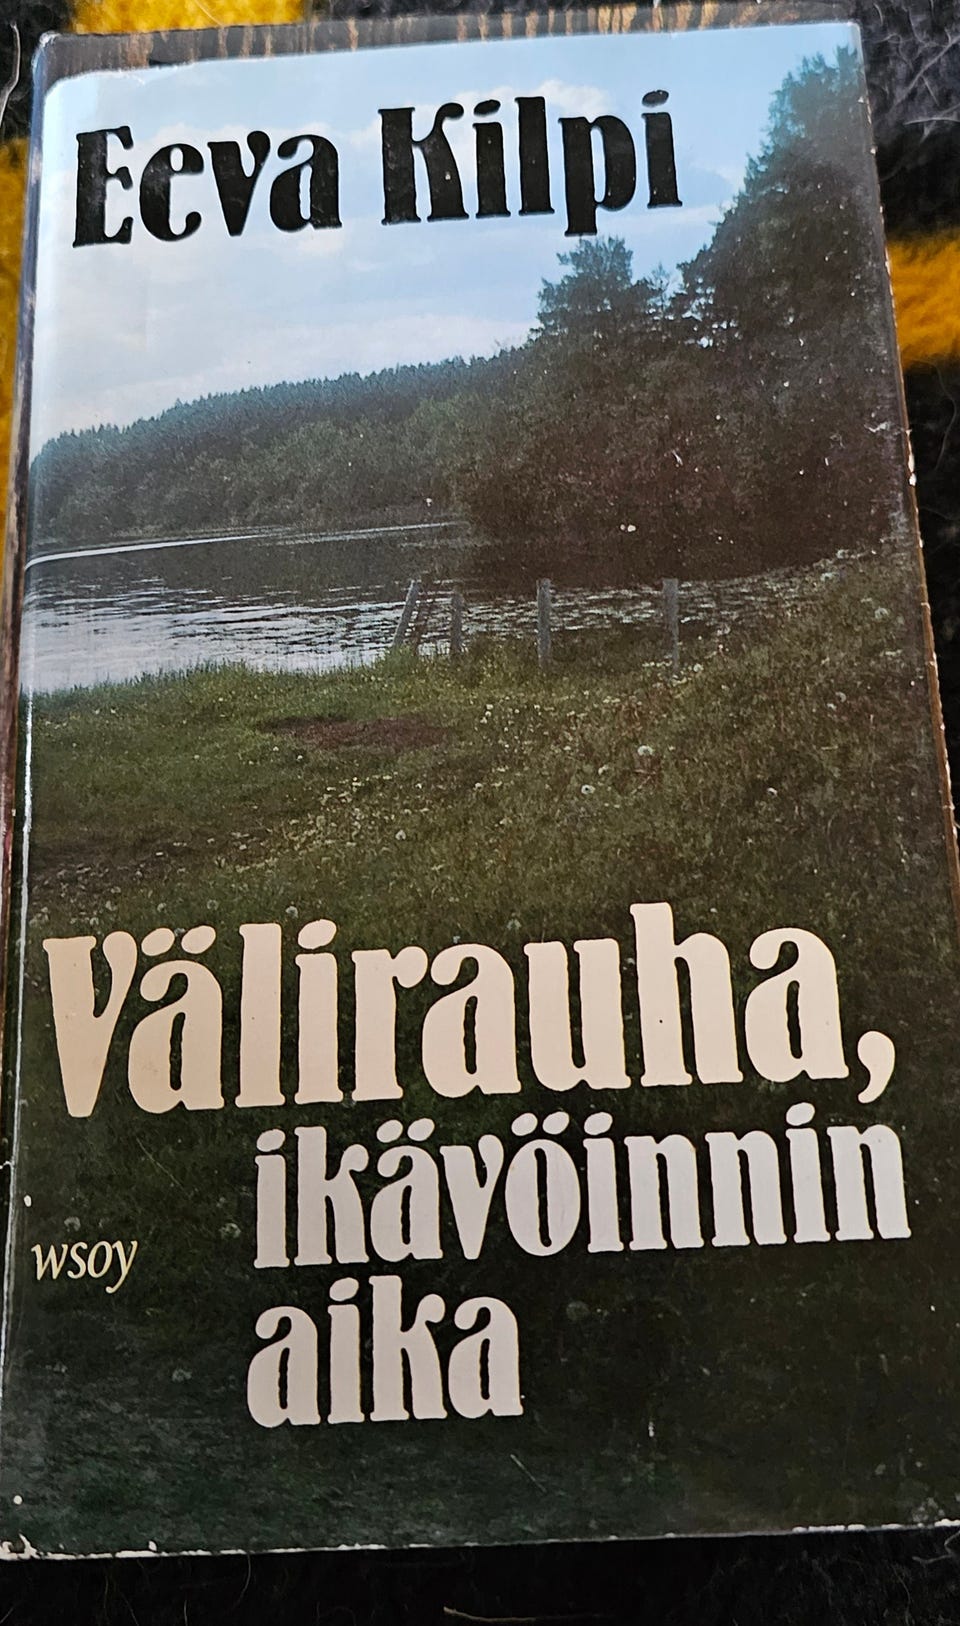 Eeva Kilpi
Välirauha,
ikävöinnin
wsoy
aika